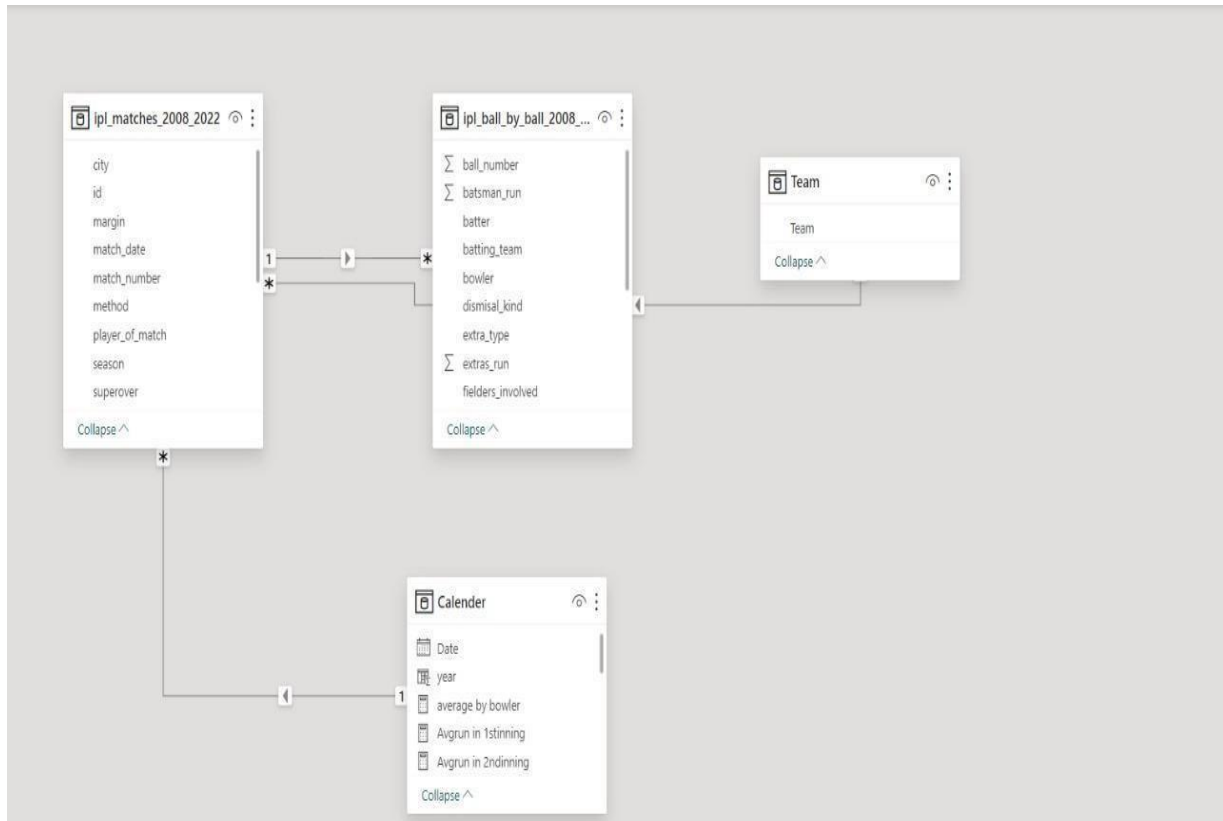 ipl_matches_2008_2022
city
id
margin
match_date
match_number
method
player_of_match
season
superover
Collapse
1
*
*
ipl_ball_by_ball_2008_...
ball_number
batsman_run
batter
batting_team
bowler
dismisal_kind
extra_type
extras_run
fielders_involved
Collapse
*
Team
Team
Collapse
*
1
Calender
Date
year
average by bowler
Avgrun in 1stinning
Avgrun in 2ndinning
Collapse